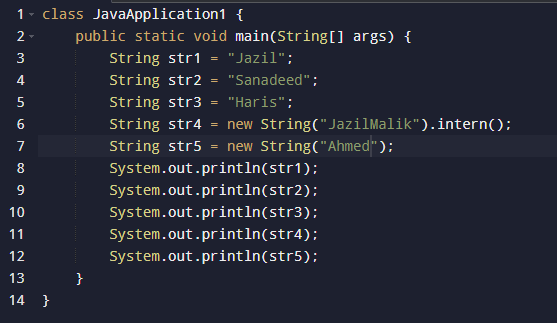 1 class JavaApplication1 {
2     public static void main(String[] args) {
3         String str1 = "Jazil";
4         String str2 = "Sanadeed";
5         String str3 = "Haris";
6         String str4 = new String("JazilMalik").intern();
7         String str5 = new String("Ahmed");
8         System.out.println(str1);
9         System.out.println(str2);
10         System.out.println(str3);
11         System.out.println(str4);
12         System.out.println(str5);
13     }
14 }